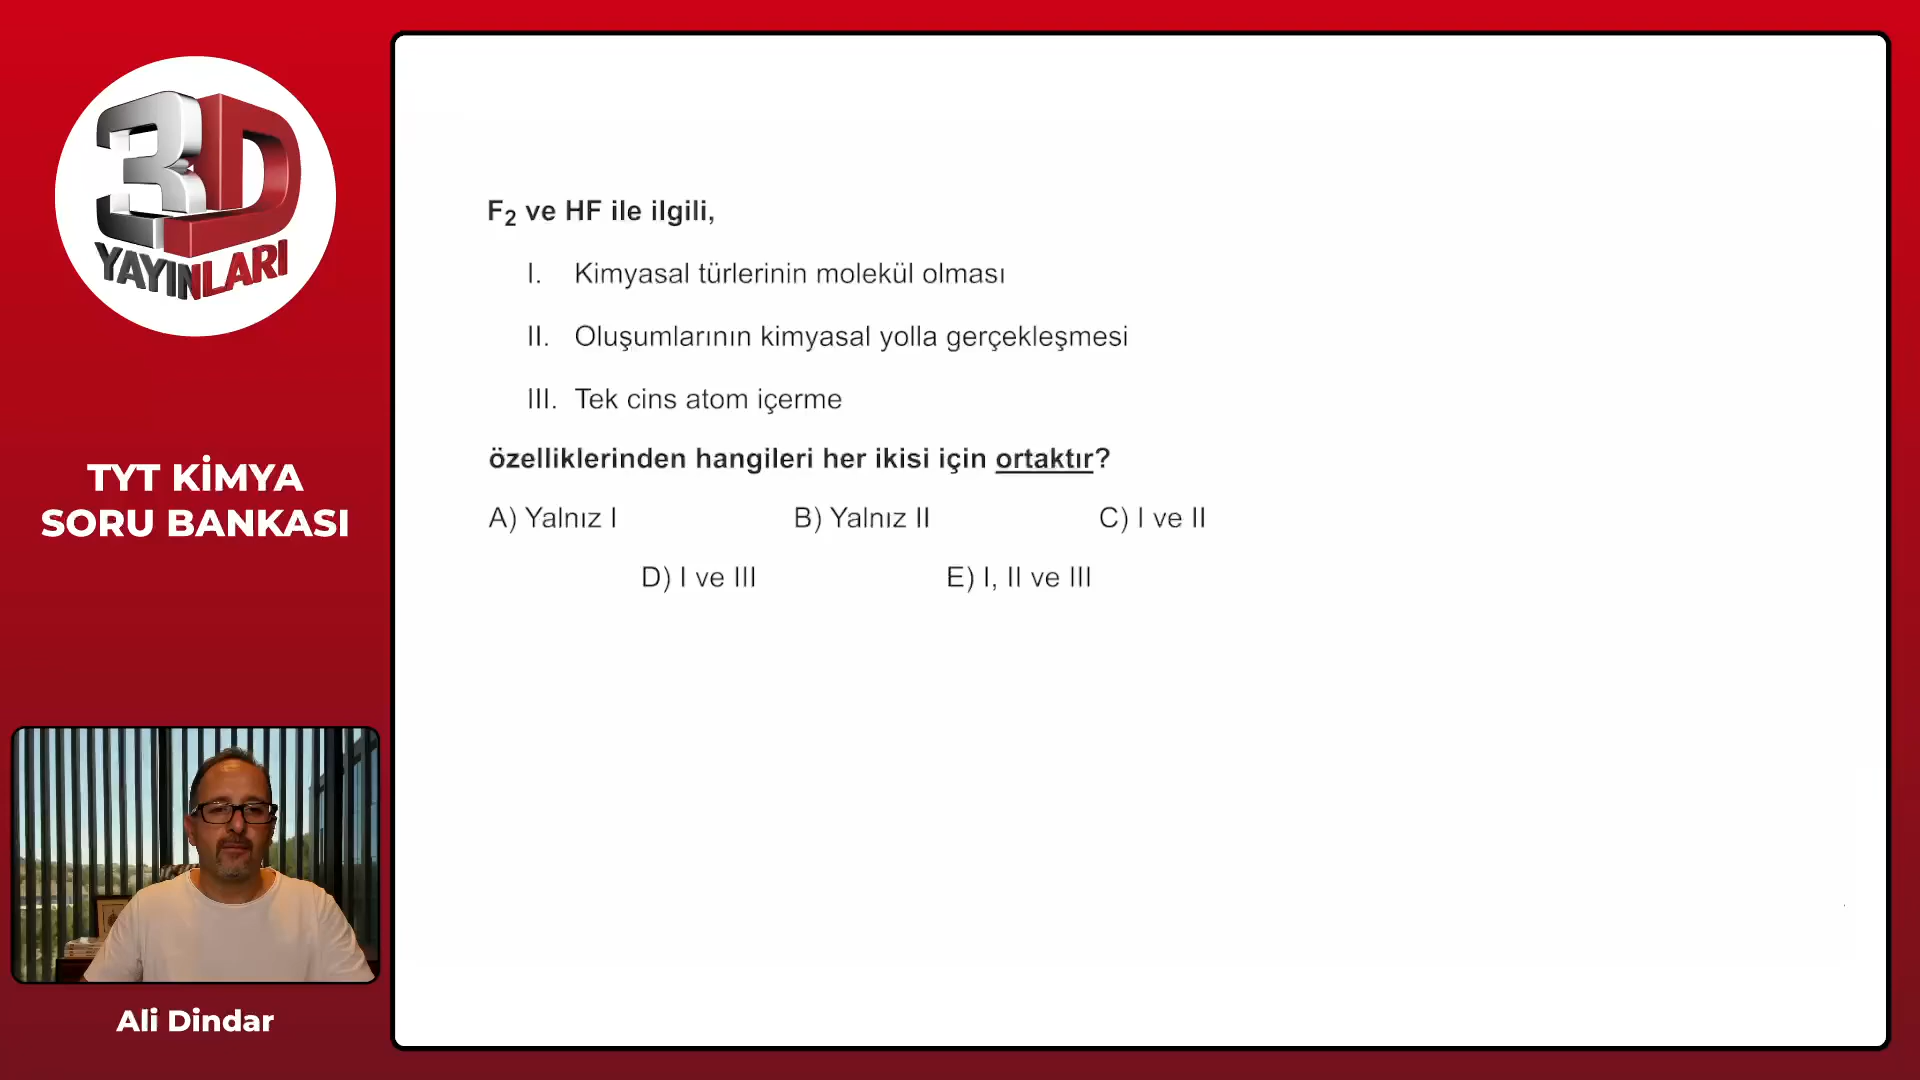 3D
YAYINLARI
TYT KİMYA
SORU BANKASI
Ali Dindar
F₂ ve HF ile ilgili,
I. Kimyasal türlerinin molekül olması
II. Oluşumlarının kimyasal yolla gerçekleşmesi
III. Tek cins atom içerme
özelliklerinden hangileri her ikisi için ortaktır?
A) Yalnız I B) Yalnız II C) I ve II
D) I ve III E) I, II ve III